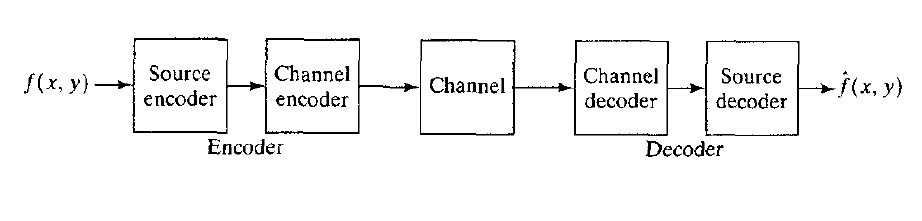 f(x, y)
Source
encoder
Channel
encoder
Channel
Channel
decoder
Source
decoder
f̂(x, y)
Encoder
Decoder